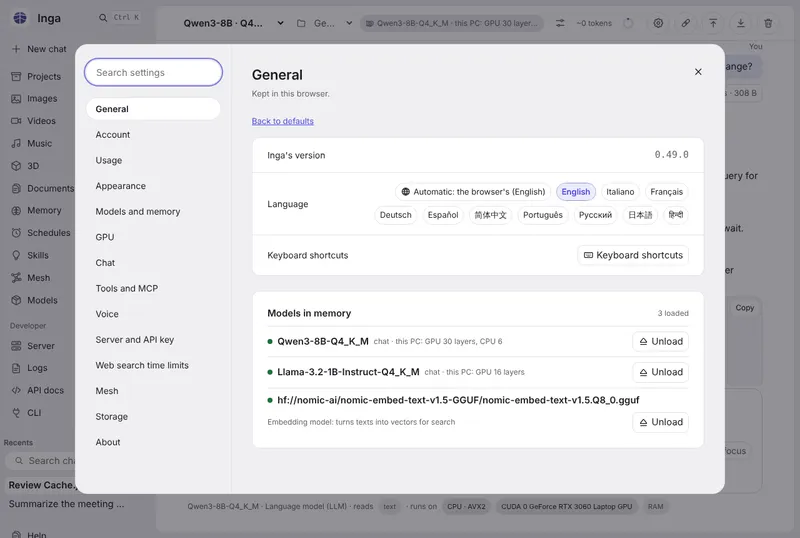 Inga
Ctrl K
Qwen3-8B · Q4...
Ge...
Qwen3-8B-Q4_K_M · this PC: GPU 30 layer...
~0 tokens
New chat
You
ange?
s · 308 B
Projects
Images
Videos
Music
3D
Documents
Memory
Schedules
Skills
Mesh
Models
Developer
Server
Logs
API docs
CLI
Recents
Search cha
Review Cache.
Summarize the meeting ...
Help
Search settings
General
Account
Usage
Appearance
Models and memory
GPU
Chat
Tools and MCP
Voice
Server and API key
Web search time limits
Mesh
Storage
About
General
Kept in this browser.
Back to defaults
Inga's version 0.49.0
Language
Automatic: the browser's (English) English Italiano Français
Deutsch Español 简体中文 Português Русский 日本語 हिन्दी
Keyboard shortcuts Keyboard shortcuts
Models in memory 3 loaded
Qwen3-8B-Q4_K_M chat · this PC: GPU 30 layers, CPU 6 Unload
Llama-3.2-1B-Instruct-Q4_K_M chat · this PC: GPU 16 layers Unload
hf://nomic-ai/nomic-embed-text-v1.5-GGUF/nomic-embed-text-v1.5.Q8_0.gguf
Embedding model: turns texts into vectors for search Unload
uery for
wait.
er
Copy
ocus
Qwen3-8B-Q4_K_M · Language model (LLM) · reads text · runs on CPU · AVX2 CUDA 0 GeForce RTX 3060 Laptop GPU RAM